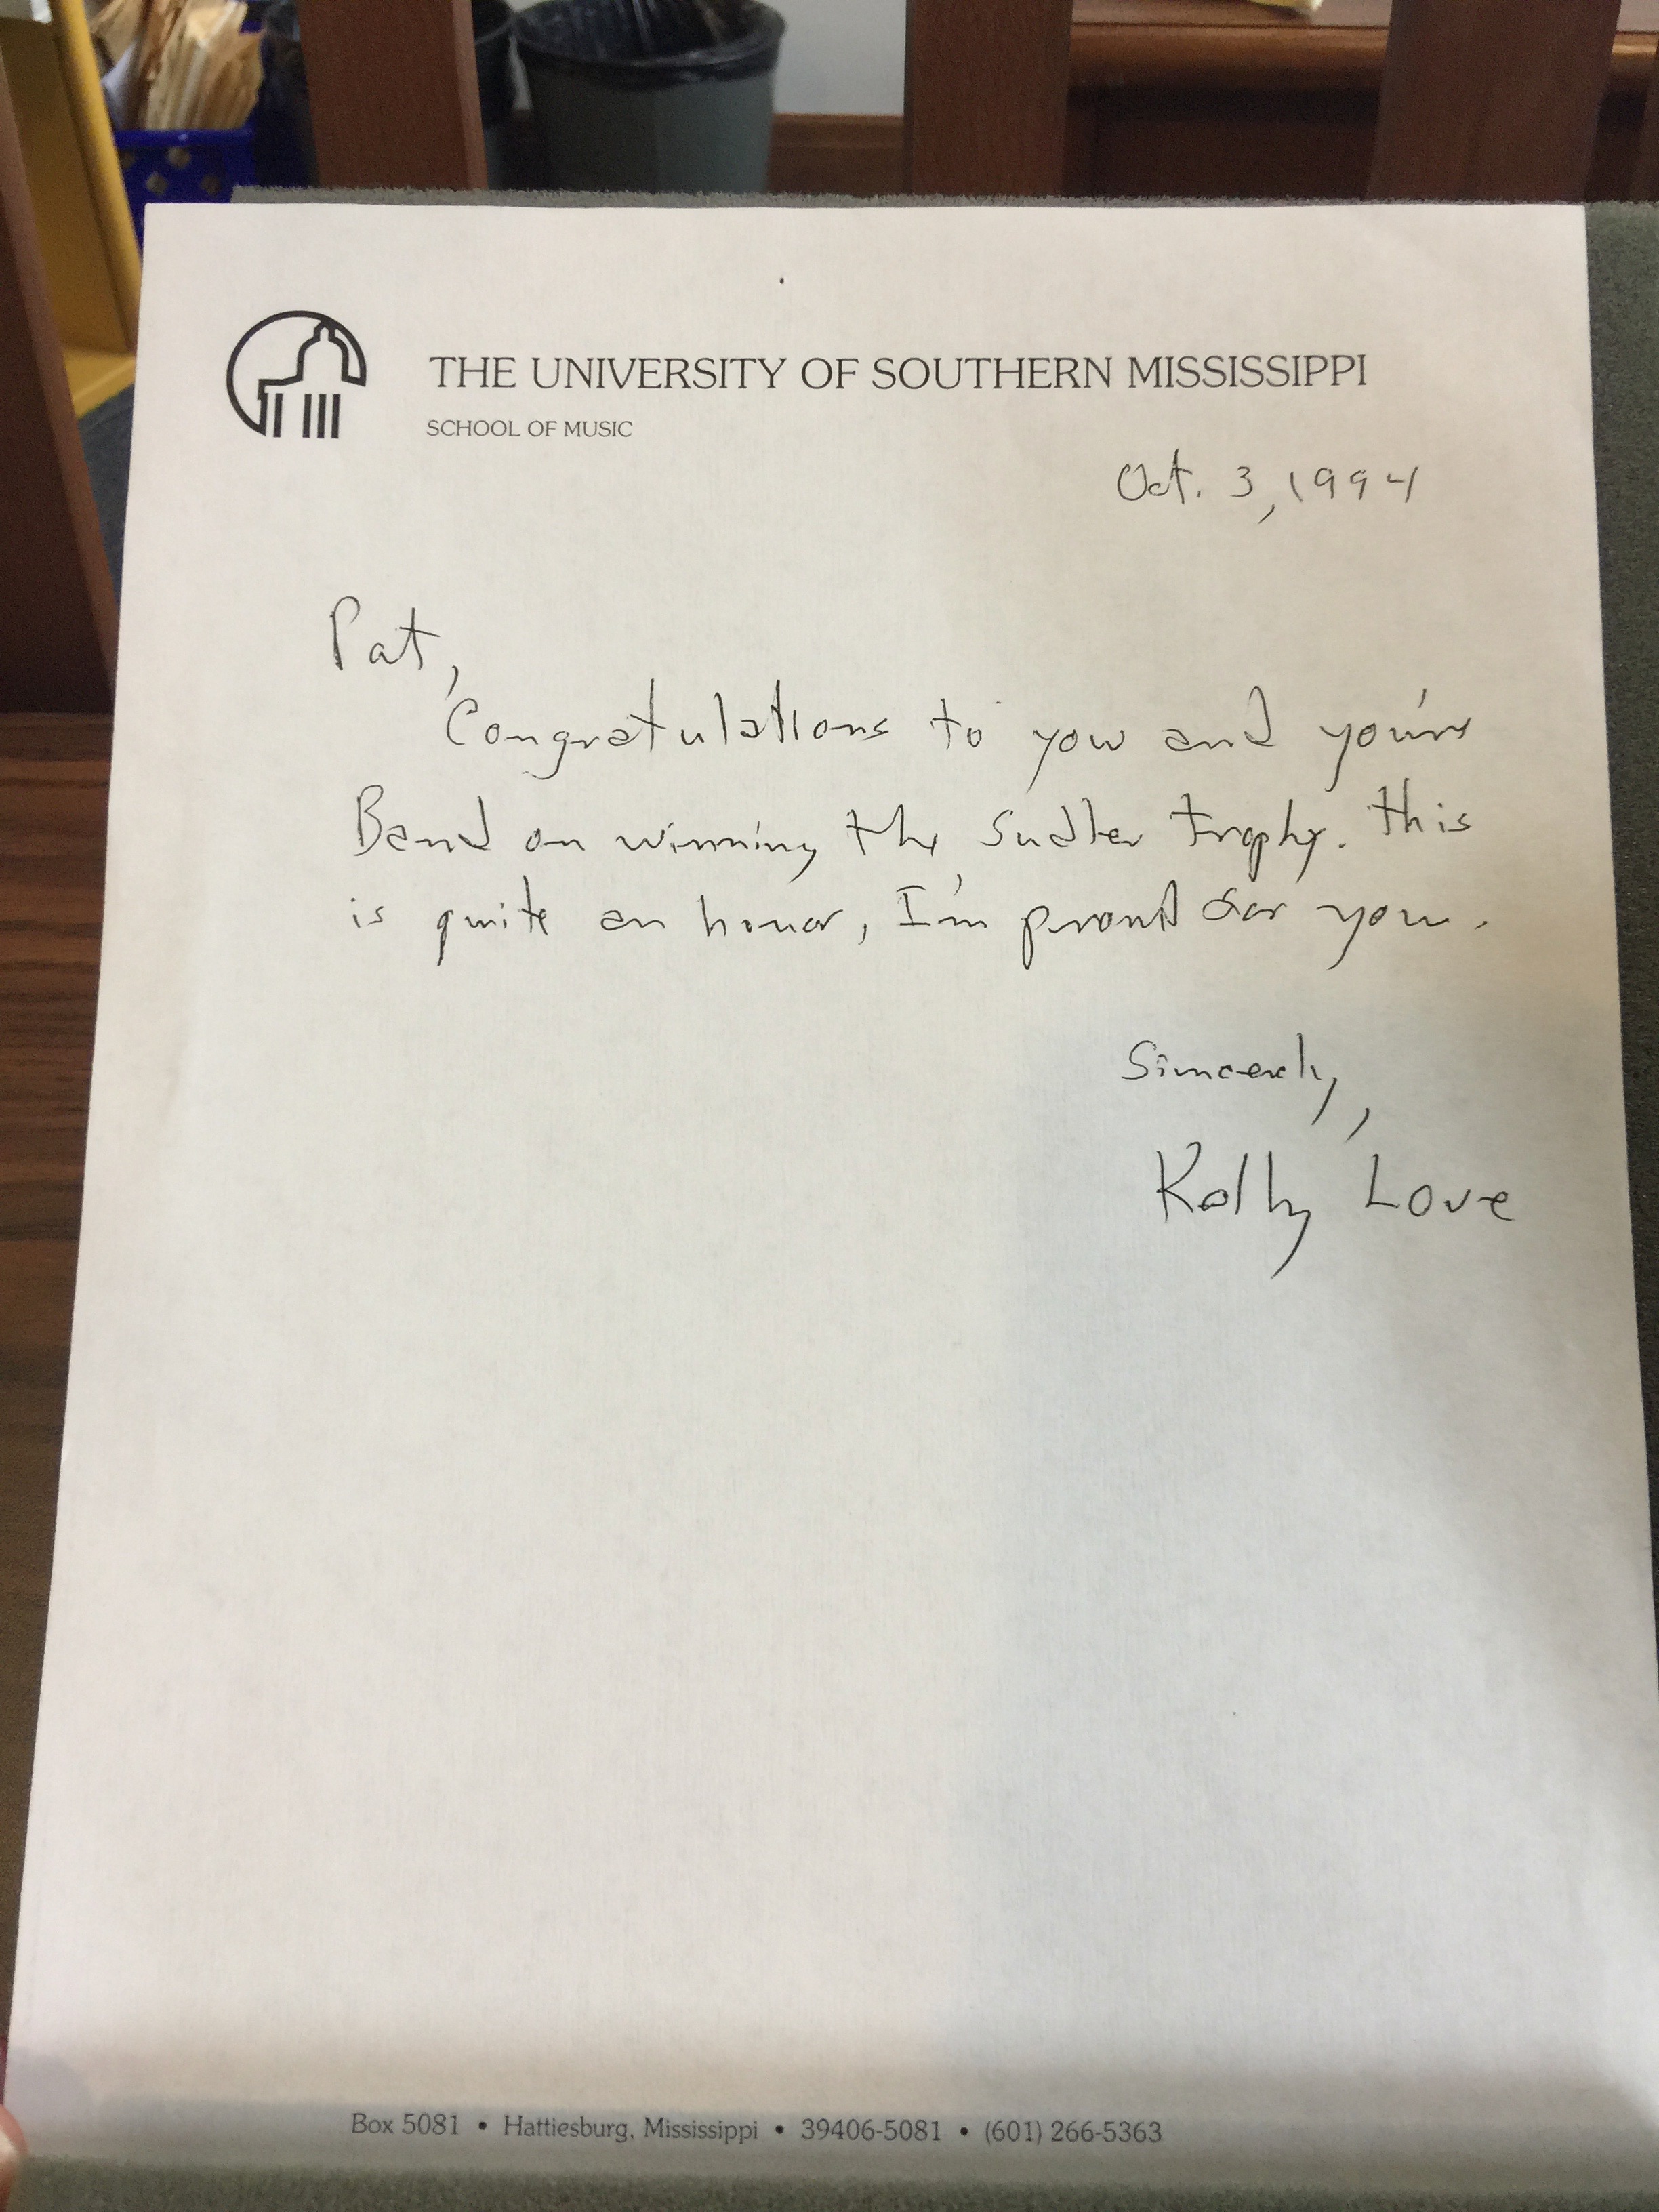 THE UNIVERSITY OF SOUTHERN MISSISSIPPI
SCHOOL OF MUSIC
Oct. 3, 1994
Pat,
Congratulations to you and your
Band on winning the Sudler trophy. This
is quite an honor, I'm proud for you.
Sincerely,
Kelly Love
Box 5081 • Hattiesburg, Mississippi • 39406-5081 • (601) 266-5363